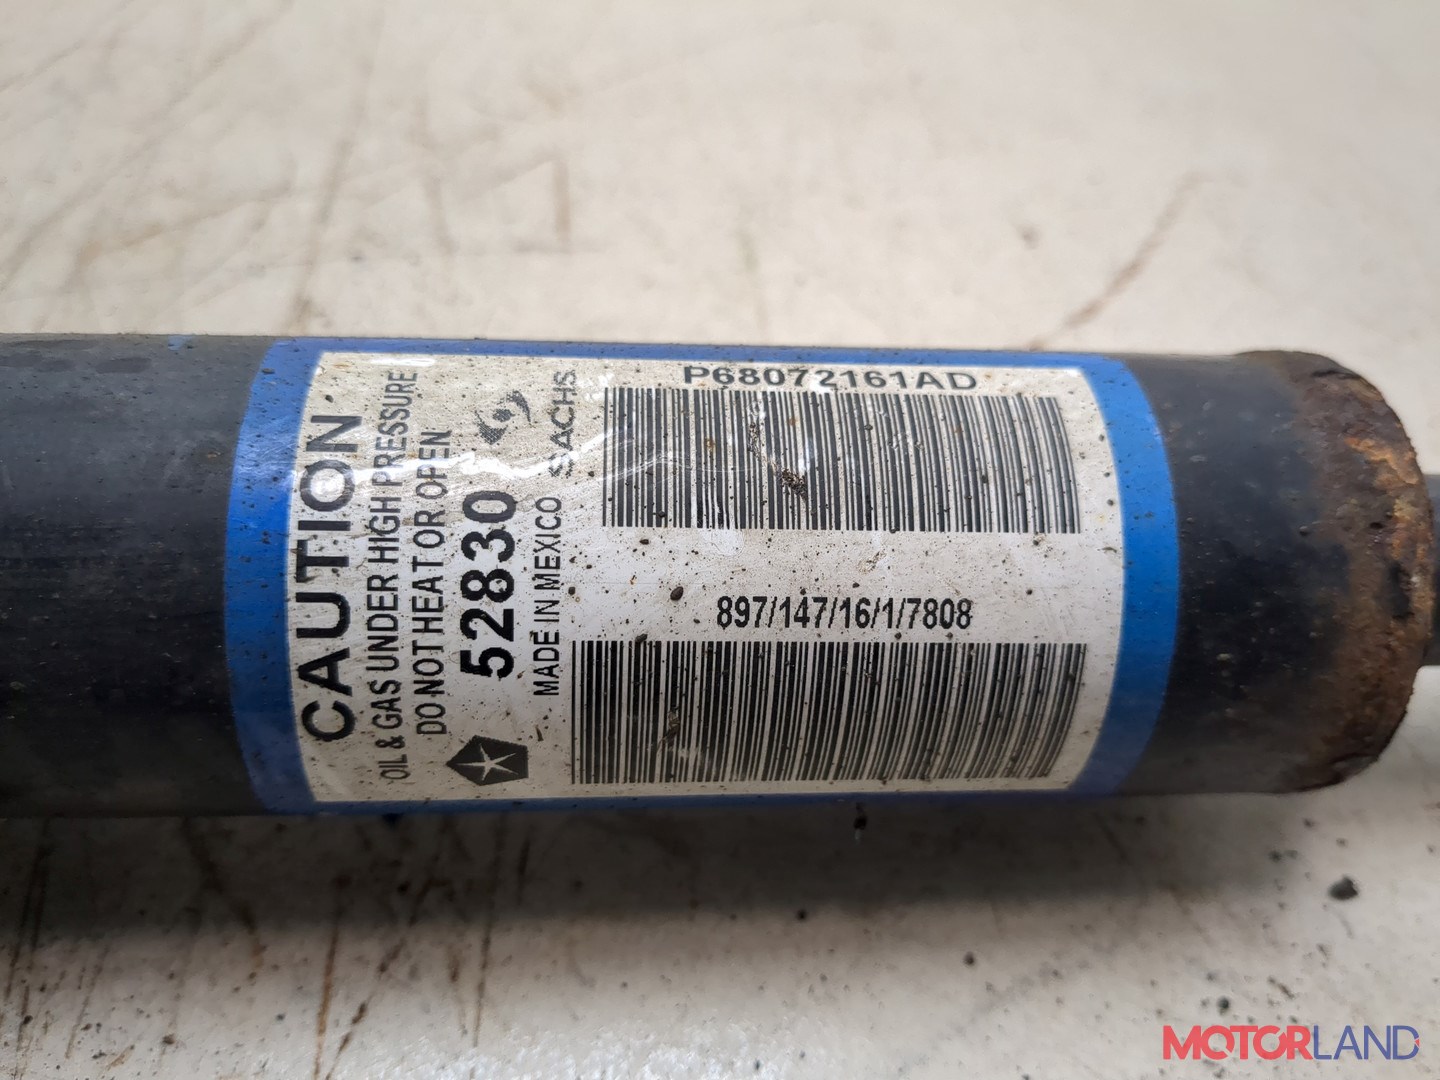 CAUTION
OIL & GAS UNDER HIGH PRESSURE
DO NOT HEAT OR OPEN
52830
MADE IN MEXICO
SACHS
P68072161AD
897/147/16/1/7808
MOTORLAND